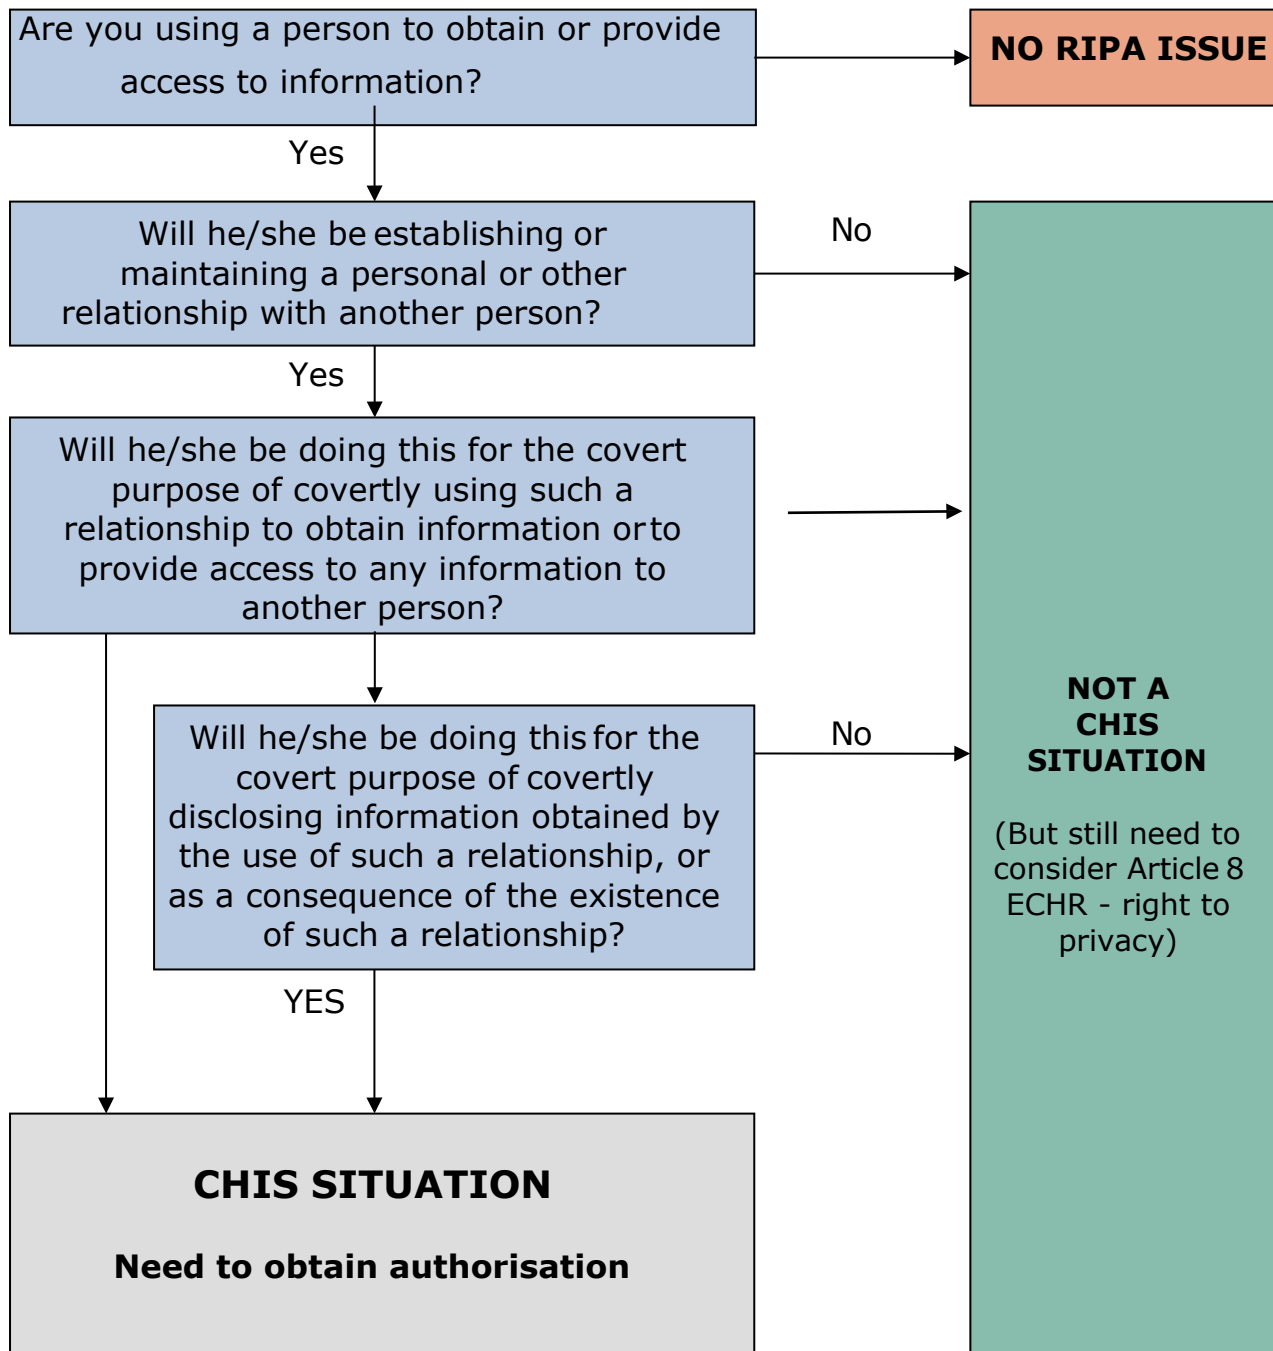 Are you using a person to obtain or provide
access to information?
NO RIPA ISSUE
Yes
Will he/she be establishing or
maintaining a personal or other
relationship with another person?
No
Yes
Will he/she be doing this for the covert
purpose of covertly using such a
relationship to obtain information or to
provide access to any information to
another person?
Will he/she be doing this for the
covert purpose of covertly
disclosing information obtained by
the use of such a relationship, or
as a consequence of the existence
of such a relationship?
No
NOT A
CHIS
SITUATION
(But still need to
consider Article 8
ECHR - right to
privacy)
YES
CHIS SITUATION
Need to obtain authorisation